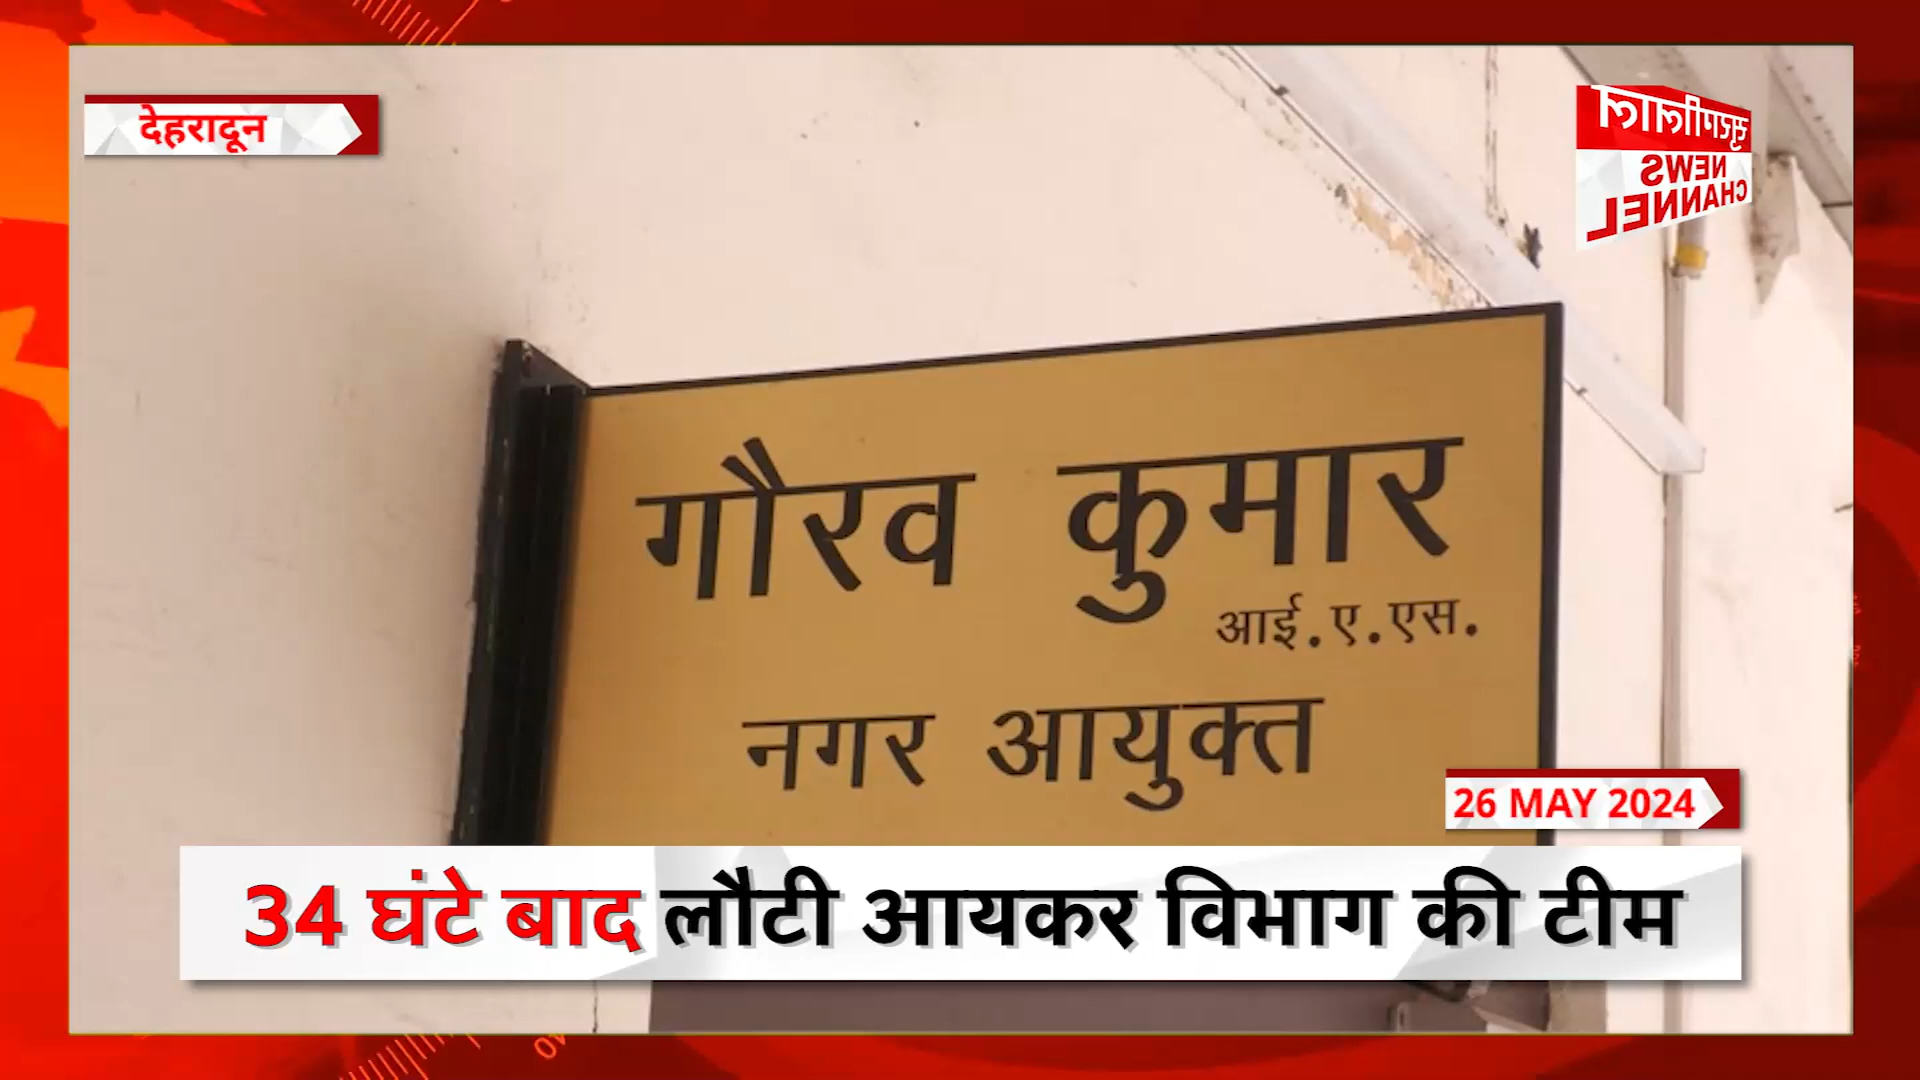 देहरादून
सुरागीलाल
NEWS
CHANNEL
गौरव कुमार
आई.ए.एस.
नगर आयुक्त
26 MAY 2024
34 घंटे बाद लौटी आयकर विभाग की टीम